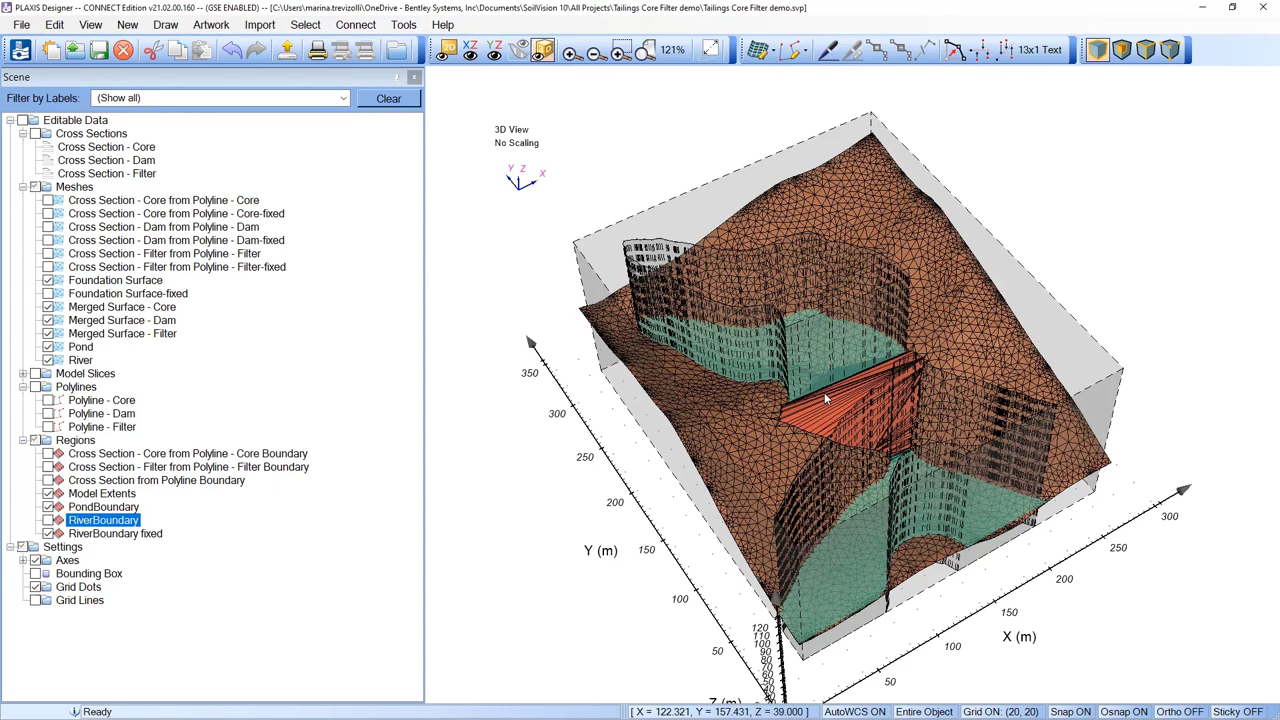 PLAXIS Designer -- CONNECT Edition v21.02.00.160 -- (GSE ENABLED) - [C:\Users\marina.trevizolli\OneDrive - Bentley Systems, Inc\Documents\SoilVision 10\All Projects\Tailings Core Filter demo\Tailings Core Filter demo.svp]
File Edit View New Draw Artwork Import Select Connect Tools Help
2D XZ YZ 3D 121% 13x1 Text
Scene
Filter by Labels: (Show all) Clear
Editable Data
Cross Sections
Cross Section - Core
Cross Section - Dam
Cross Section - Filter
Meshes
Cross Section - Core from Polyline - Core
Cross Section - Core from Polyline - Core-fixed
Cross Section - Dam from Polyline - Dam
Cross Section - Dam from Polyline - Dam-fixed
Cross Section - Filter from Polyline - Filter
Cross Section - Filter from Polyline - Filter-fixed
Foundation Surface
Foundation Surface-fixed
Merged Surface - Core
Merged Surface - Dam
Merged Surface - Filter
Pond
River
Model Slices
Polylines
Polyline - Core
Polyline - Dam
Polyline - Filter
Regions
Cross Section - Core from Polyline - Core Boundary
Cross Section - Filter from Polyline - Filter Boundary
Cross Section from Polyline Boundary
Model Extents
PondBoundary
RiverBoundary
RiverBoundary fixed
Settings
Axes
Bounding Box
Grid Dots
Grid Lines
3D View
No Scaling
Y Z X
350
300
250
200
Y (m) 150
100
50
120
110
100
90
80
70
60
50
40
30
Z (m)
300
250
200
150
X (m)
100
50
Ready [ X = 122.321, Y = 157.431, Z = 39.000 ] AutoWCS ON Entire Object Grid ON: (20, 20) Snap ON Osnap ON Ortho OFF Sticky OFF